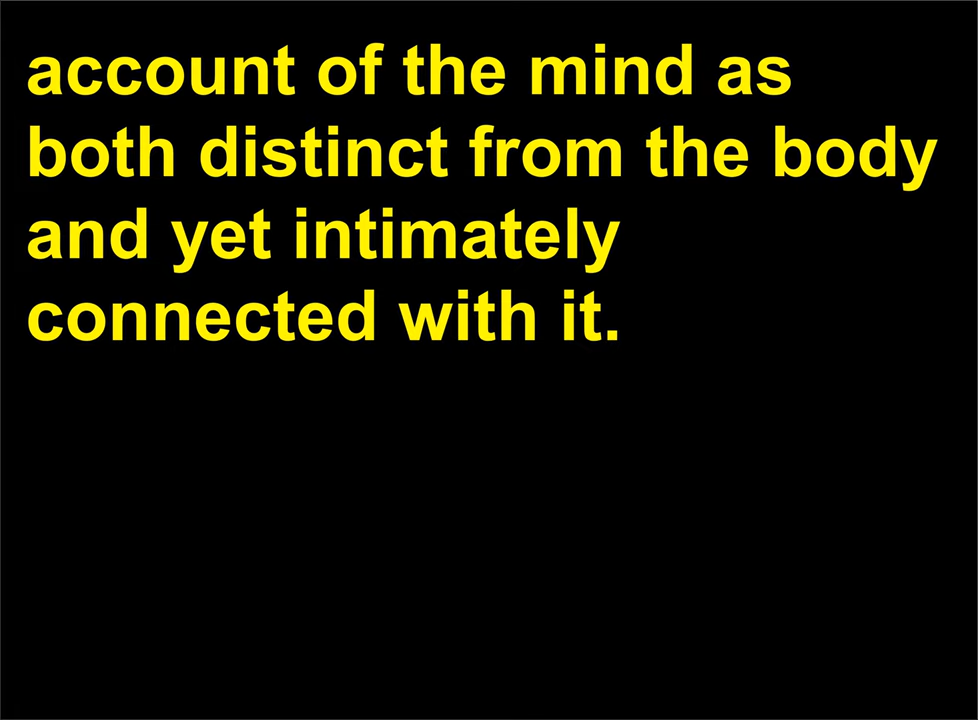 account of the mind as
both distinct from the body
and yet intimately
connected with it.